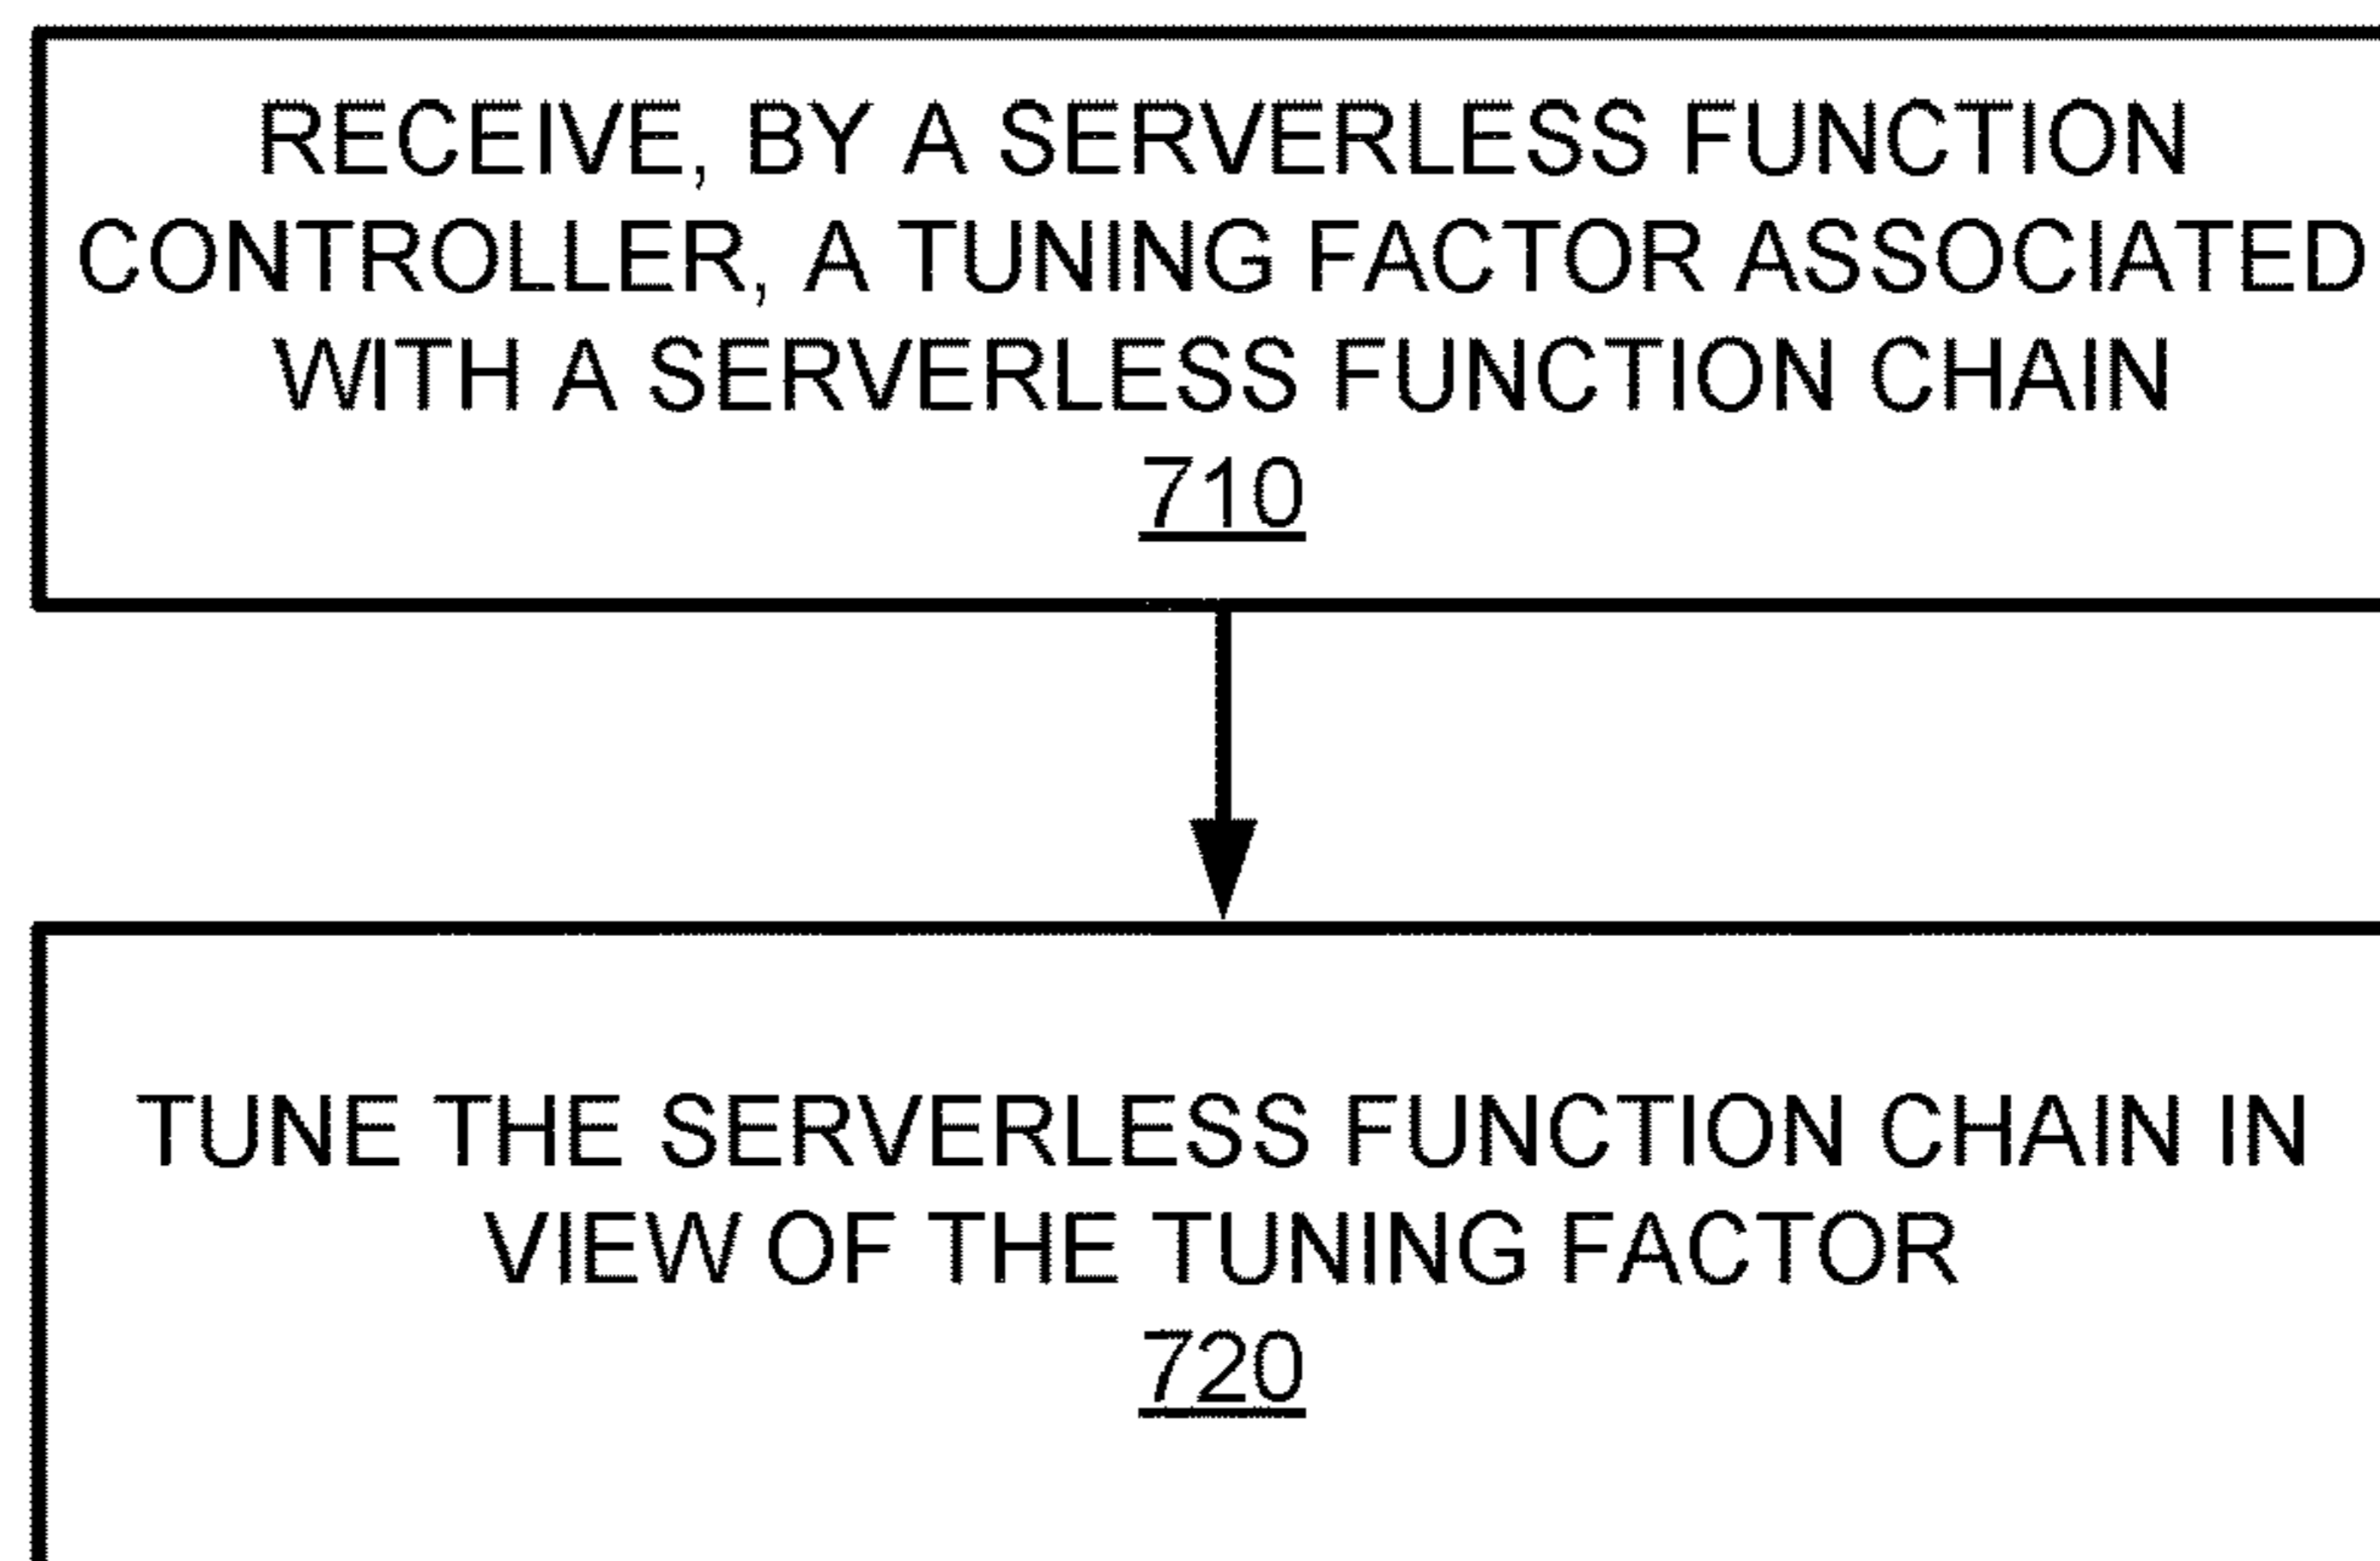 RECEIVE, BY A SERVERLESS FUNCTION
CONTROLLER, A TUNING FACTOR ASSOCIATED
WITH A SERVERLESS FUNCTION CHAIN
710
TUNE THE SERVERLESS FUNCTION CHAIN IN
VIEW OF THE TUNING FACTOR
720